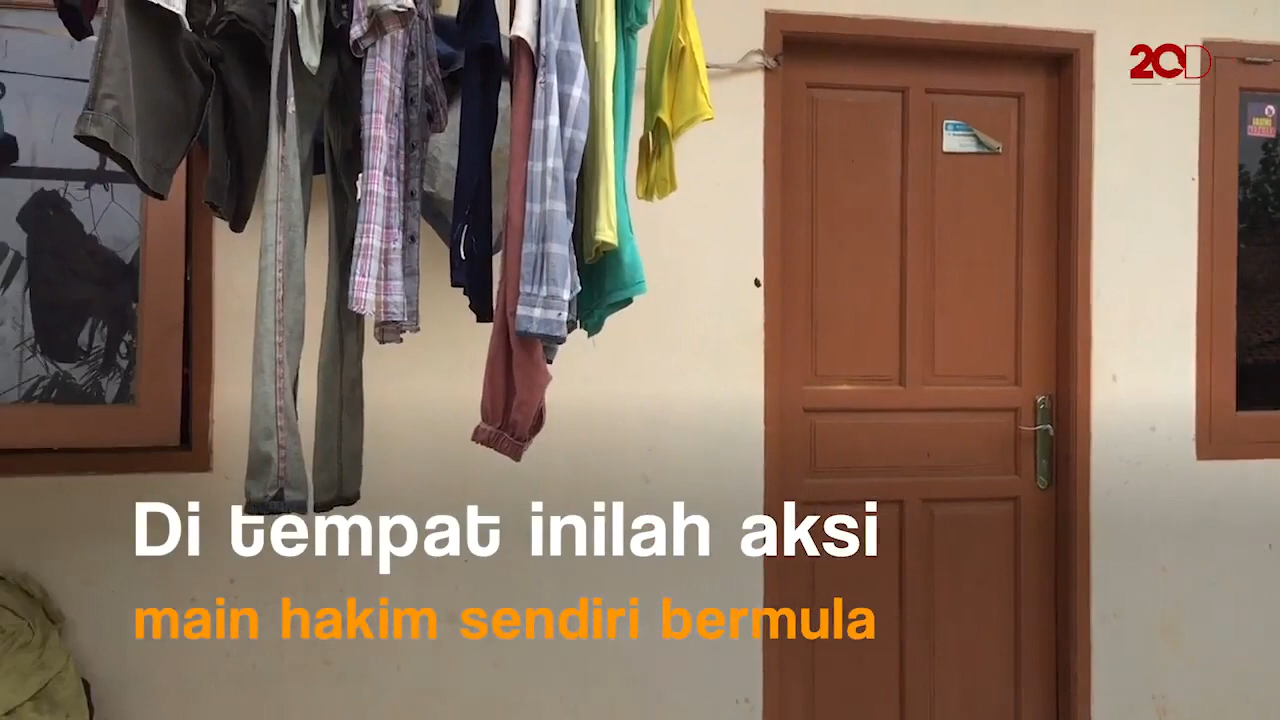 20D
Di tempat inilah aksi
main hakim sendiri bermula